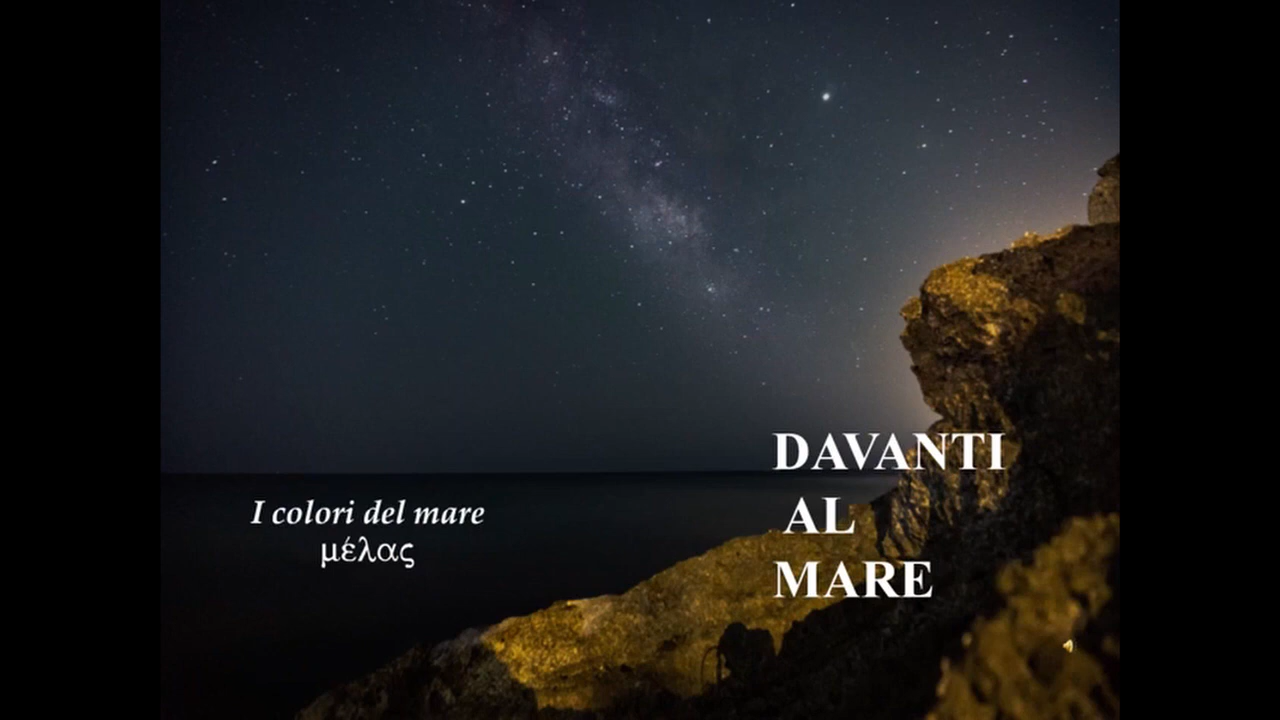 I colori del mare
μέλας
DAVANTI
AL
MARE